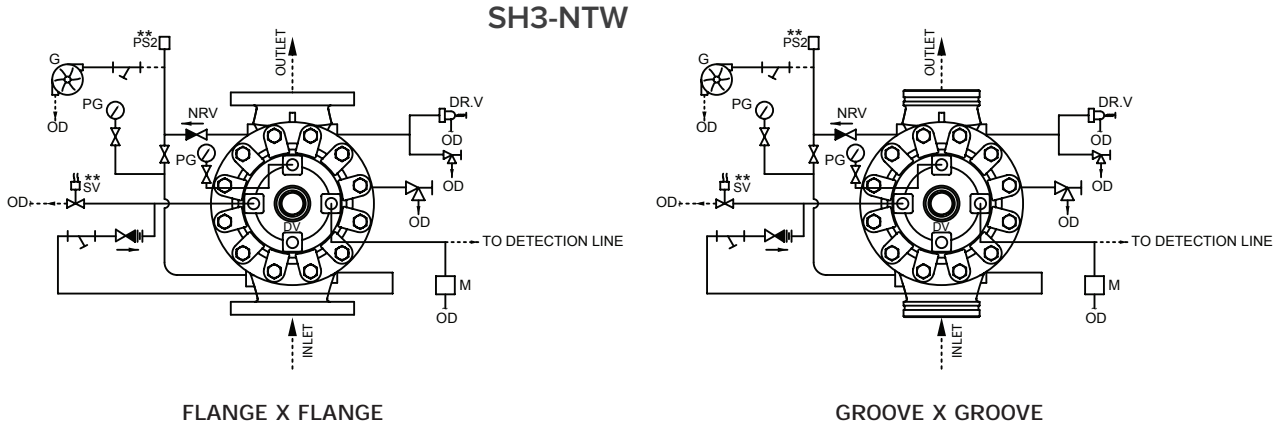 SH3-NTW
**
PS2
G
OUTLET
PG
OD
NRV
DR.V
OD
PG
OD
**
SV
OD
OD
DV
TO DETECTION LINE
M
OD
INLET
FLANGE X FLANGE
**
PS2
G
OUTLET
PG
OD
NRV
DR.V
OD
PG
OD
**
SV
OD
OD
DV
TO DETECTION LINE
M
OD
INLET
GROOVE X GROOVE